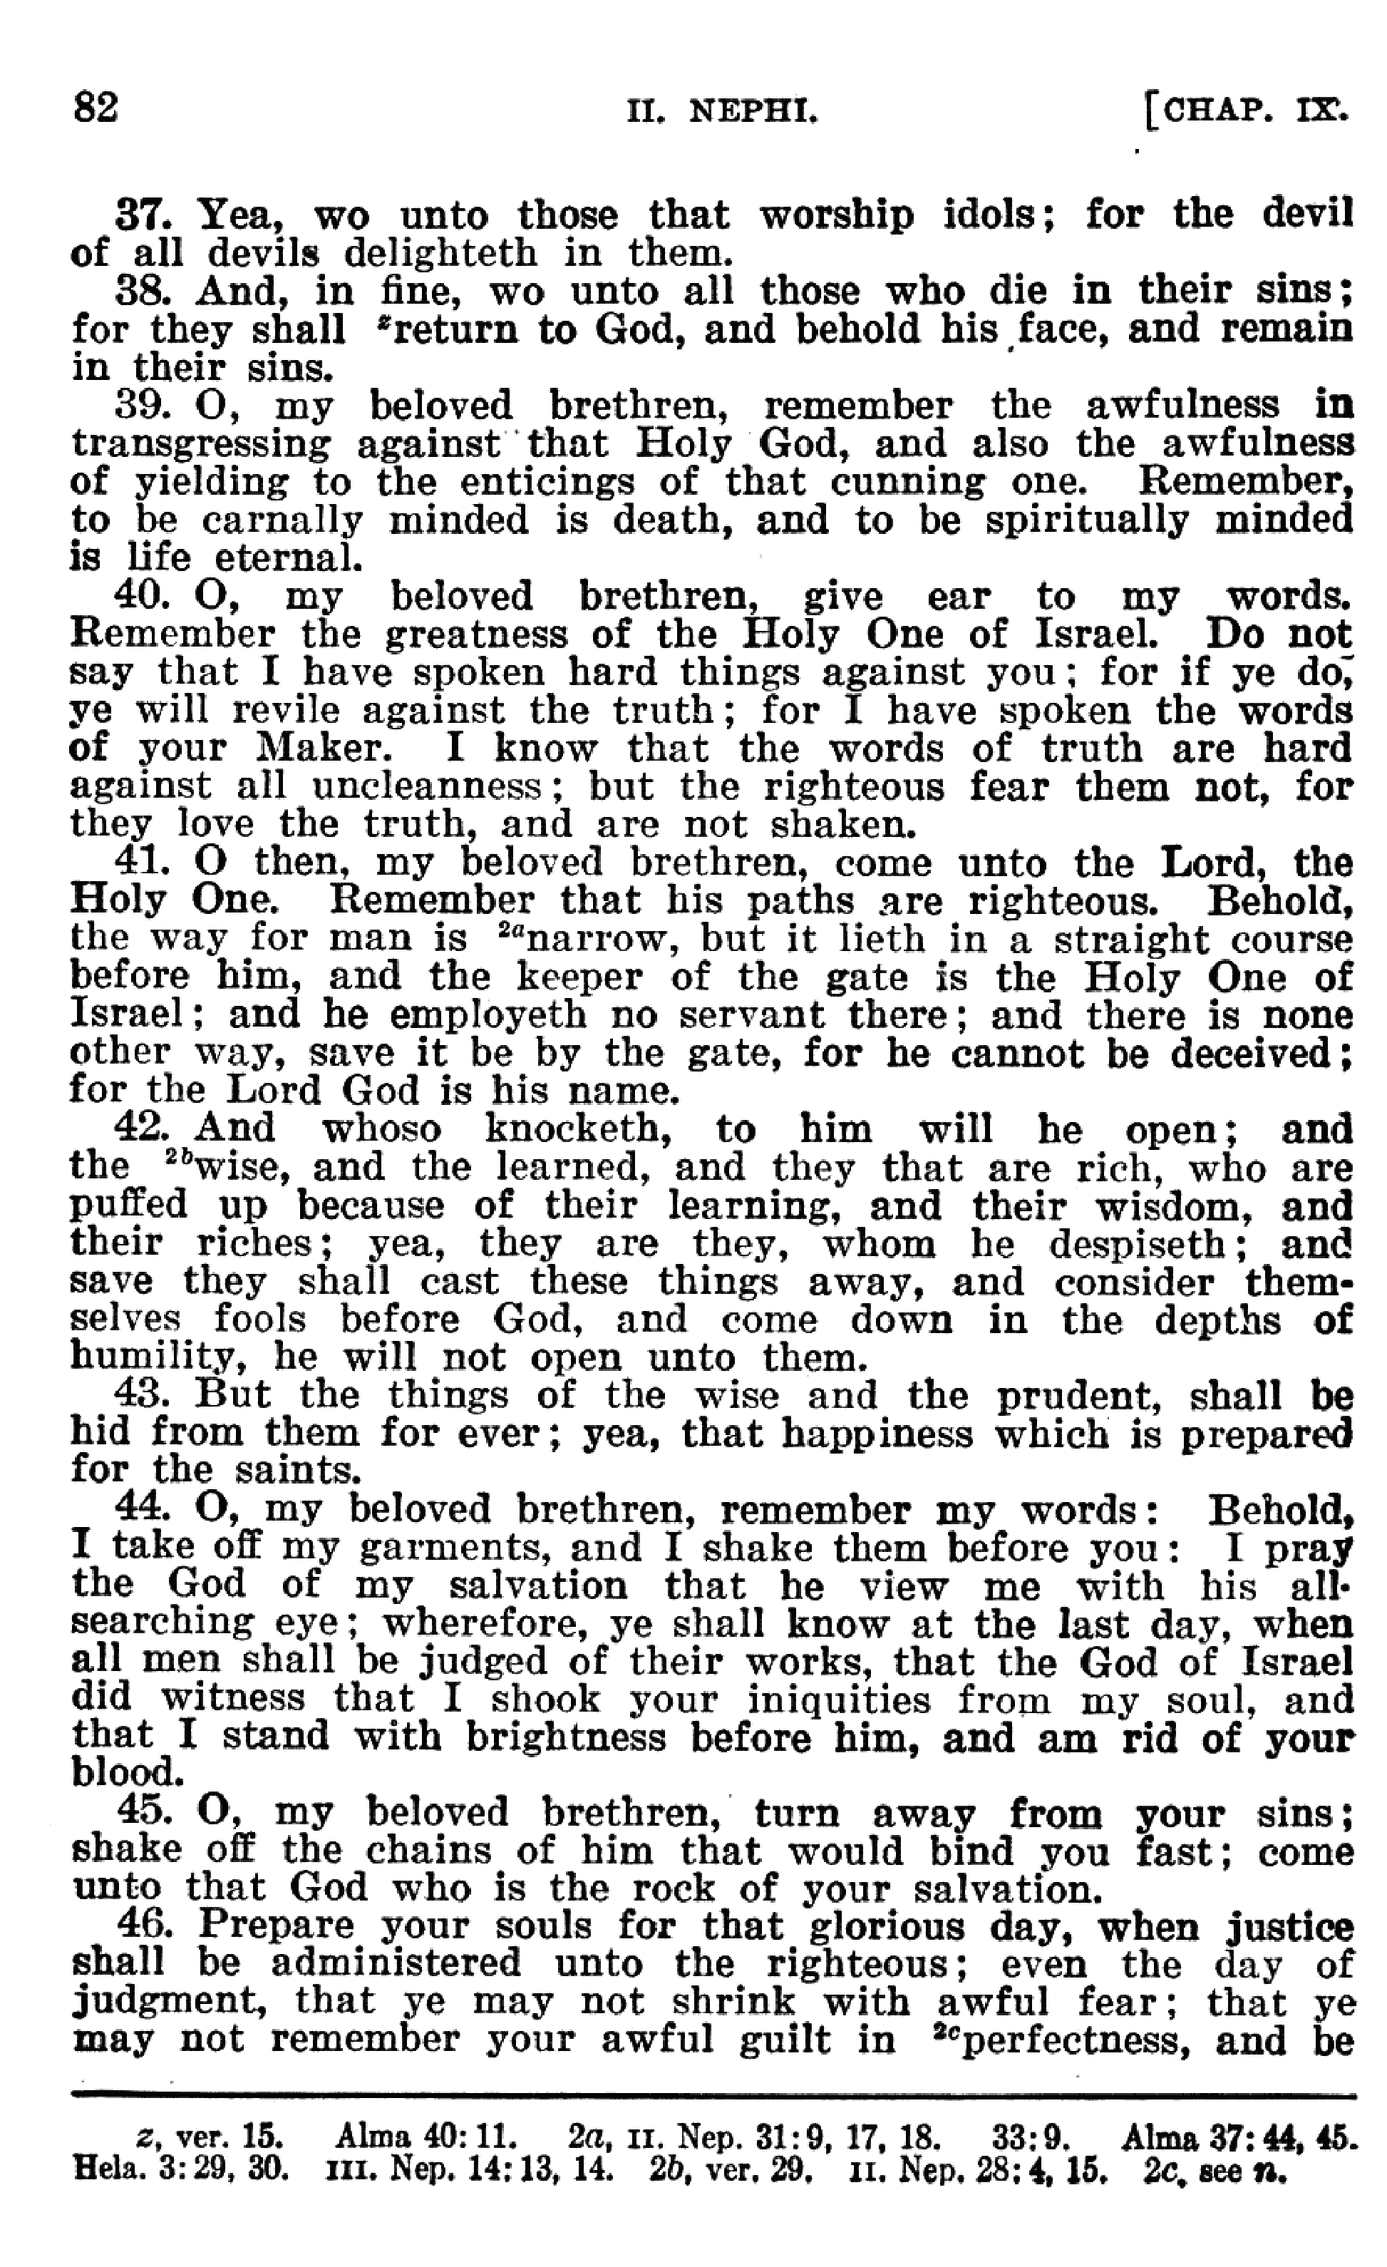 82 II. NEPHI. [CHAP. IX.
37. Yea, wo unto those that worship idols; for the devil
of all devils delighteth in them.
38. And, in fine, wo unto all those who die in their sins;
for they shall zreturn to God, and behold his face, and remain
in their sins.
39. O, my beloved brethren, remember the awfulness in
transgressing against that Holy God, and also the awfulness
of yielding to the enticings of that cunning one. Remember,
to be carnally minded is death, and to be spiritually minded
is life eternal.
40. O, my beloved brethren, give ear to my words.
Remember the greatness of the Holy One of Israel. Do not
say that I have spoken hard things against you; for if ye do,
ye will revile against the truth; for I have spoken the words
of your Maker. I know that the words of truth are hard
against all uncleanness; but the righteous fear them not, for
they love the truth, and are not shaken.
41. O then, my beloved brethren, come unto the Lord, the
Holy One. Remember that his paths are righteous. Behold,
the way for man is 2anarrow, but it lieth in a straight course
before him, and the keeper of the gate is the Holy One of
Israel; and he employeth no servant there; and there is none
other way, save it be by the gate, for he cannot be deceived;
for the Lord God is his name.
42. And whoso knocketh, to him will he open; and
the 2bwise, and the learned, and they that are rich, who are
puffed up because of their learning, and their wisdom, and
their riches; yea, they are they, whom he despiseth; and
save they shall cast these things away, and consider them-
selves fools before God, and come down in the depths of
humility, he will not open unto them.
43. But the things of the wise and the prudent, shall be
hid from them for ever; yea, that happiness which is prepared
for the saints.
44. O, my beloved brethren, remember my words: Behold,
I take off my garments, and I shake them before you: I pray
the God of my salvation that he view me with his all-
searching eye; wherefore, ye shall know at the last day, when
all men shall be judged of their works, that the God of Israel
did witness that I shook your iniquities from my soul, and
that I stand with brightness before him, and am rid of your
blood.
45. O, my beloved brethren, turn away from your sins;
shake off the chains of him that would bind you fast; come
unto that God who is the rock of your salvation.
46. Prepare your souls for that glorious day, when justice
shall be administered unto the righteous; even the day of
judgment, that ye may not shrink with awful fear; that ye
may not remember your awful guilt in 2cperfectness, and be
z, ver. 15. Alma 40:11. 2a, II. Nep. 31:9, 17, 18. 33:9. Alma 37:44, 45.
Hela. 3:29, 30. III. Nep. 14:13, 14. 2b, ver. 29. II. Nep. 28:4, 15. 2c, see n.